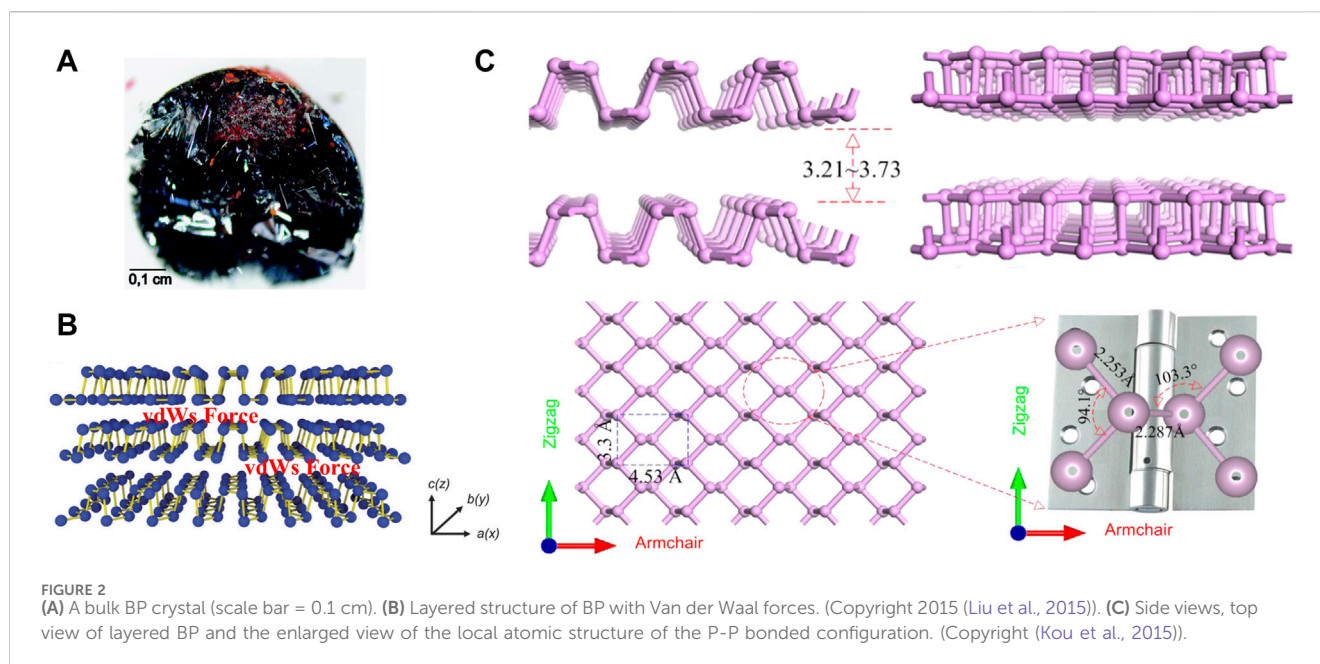 A
0,1 cm
B
vdWs Force
vdWs Force
c(z)
b(y)
a(x)
C
3.21~3.73
Zigzag
3.3 Å
4.53 Å
Armchair
2.253Å
103.3°
94.1°
2.287Å
Zigzag
Armchair
FIGURE 2
(A) A bulk BP crystal (scale bar = 0.1 cm). (B) Layered structure of BP with Van der Waal forces. (Copyright 2015 (Liu et al., 2015)). (C) Side views, top
view of layered BP and the enlarged view of the local atomic structure of the P-P bonded configuration. (Copyright (Kou et al., 2015)).